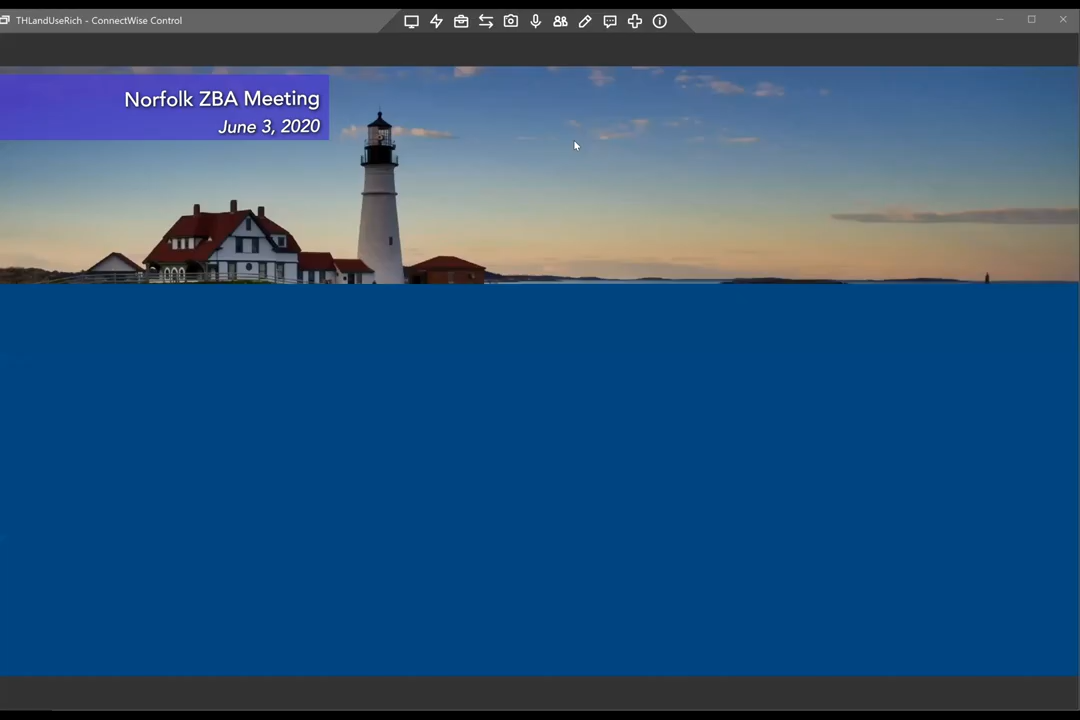 THLandUseRich - ConnectWise Control
Norfolk ZBA Meeting
June 3, 2020